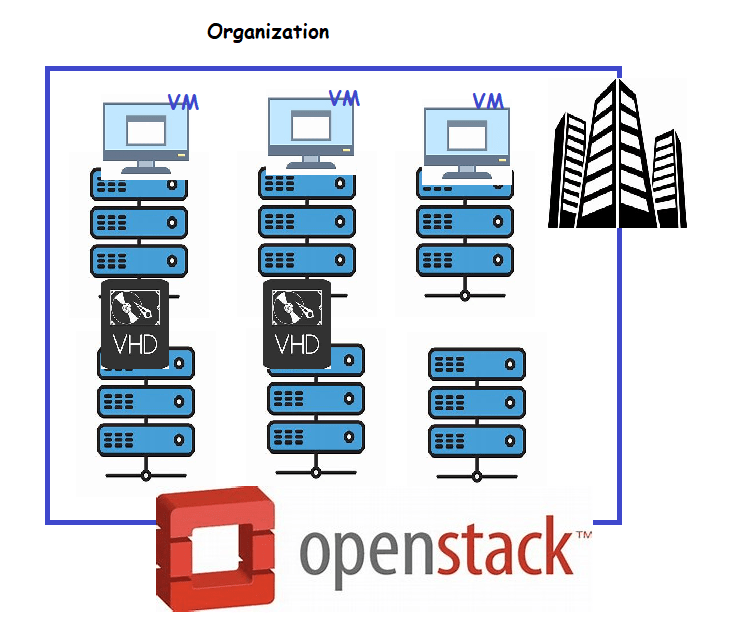 Organization
VM
VM
VM
VHD
VHD
openstack™